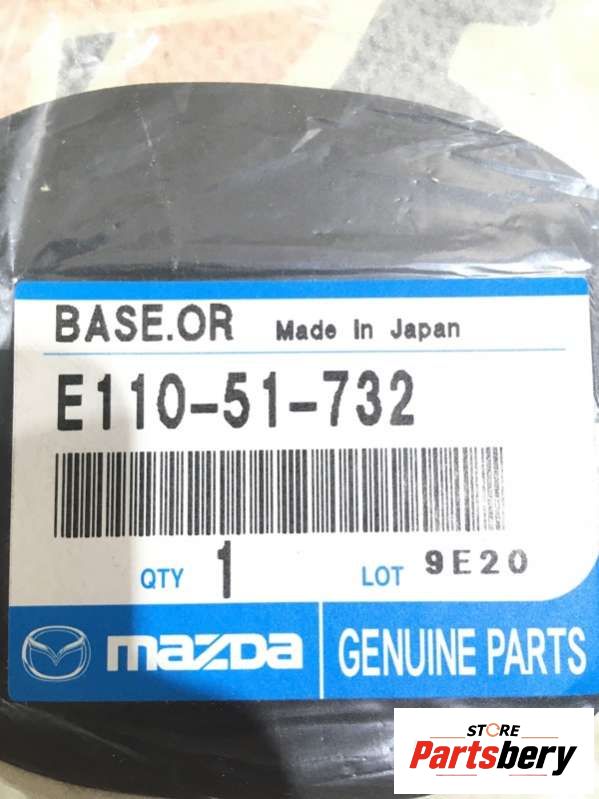 BASE.OR Made in Japan
E110-51-732
QTY 1 LOT 9E20
mazda GENUINE PARTS
STORE
Partsbery